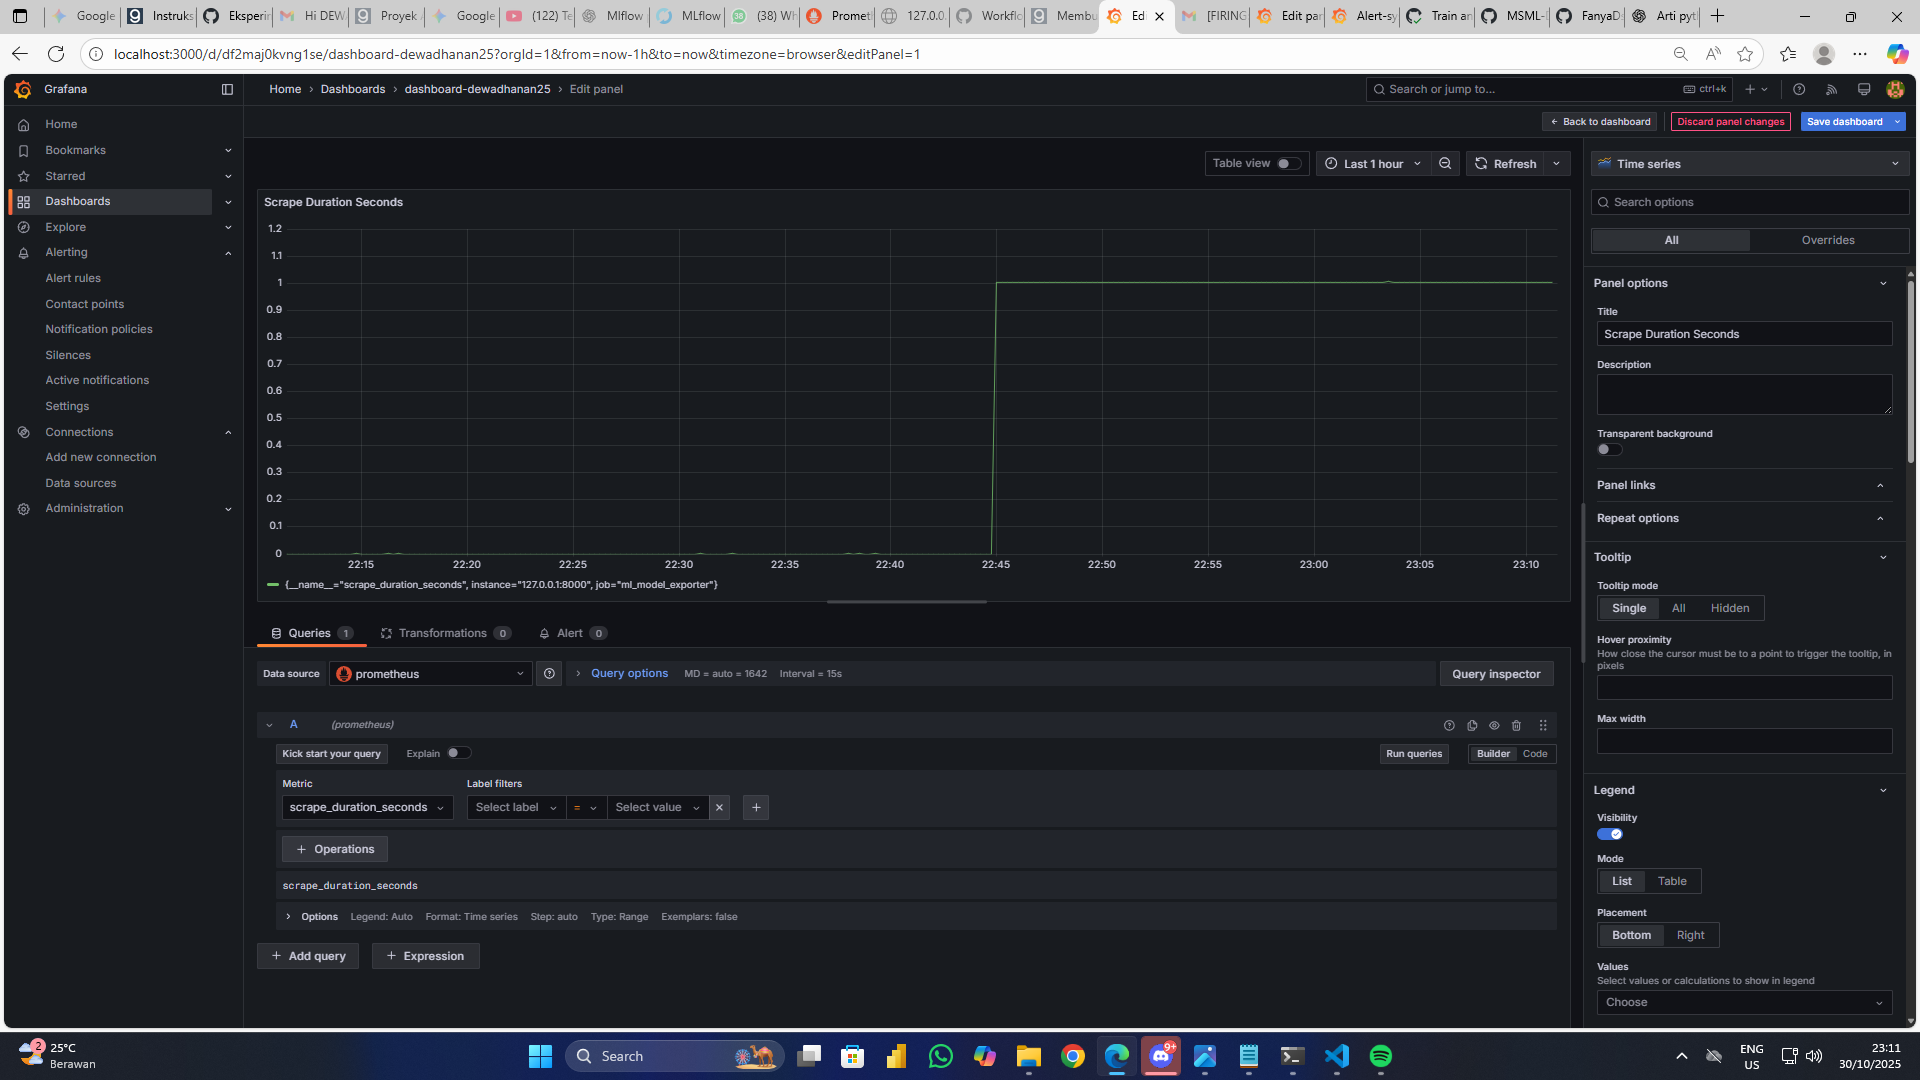 Google
Instruks
Eksperi
Hi DEW
Proyek
Google
(122) Te
Mlflow
MLflow
(38) Wh
Prometh
127.0.0.
Workflo
Membu
Ed
[FIRING
Edit par
Alert-sy
Train an
MSML-
FanyaDs
Arti pyt
localhost:3000/d/df2maj0kvng1se/dashboard-dewadhanan25?orgId=1&from=now-1h&to=now&timezone=browser&editPanel=1
Grafana
Home › Dashboards › dashboard-dewadhanan25 › Edit panel
Search or jump to...
ctrl+k
Back to dashboard
Discard panel changes
Save dashboard
Home
Bookmarks
Starred
Dashboards
Explore
Alerting
Alert rules
Contact points
Notification policies
Silences
Active notifications
Settings
Connections
Add new connection
Data sources
Administration
Table view
Last 1 hour
Refresh
Scrape Duration Seconds
1.2
1.1
1
0.9
0.8
0.7
0.6
0.5
0.4
0.3
0.2
0.1
0
22:15 22:20 22:25 22:30 22:35 22:40 22:45 22:50 22:55 23:00 23:05 23:10
{__name__="scrape_duration_seconds", instance="127.0.0.1:8000", job="ml_model_exporter"}
Queries 1
Transformations 0
Alert 0
Data source
prometheus
Query options
MD = auto = 1642
Interval = 15s
Query inspector
A
(prometheus)
Kick start your query
Explain
Run queries
Builder
Code
Metric
Label filters
scrape_duration_seconds
Select label
=
Select value
+ Operations
scrape_duration_seconds
Options Legend: Auto Format: Time series Step: auto Type: Range Exemplars: false
+ Add query
+ Expression
Time series
Search options
All
Overrides
Panel options
Title
Scrape Duration Seconds
Description
Transparent background
Panel links
Repeat options
Tooltip
Tooltip mode
Single
All
Hidden
Hover proximity
How close the cursor must be to a point to trigger the tooltip, in
pixels
Max width
Legend
Visibility
Mode
List
Table
Placement
Bottom
Right
Values
Select values or calculations to show in legend
Choose
2
25°C
Berawan
Search
9+
ENG
US
23:11
30/10/2025